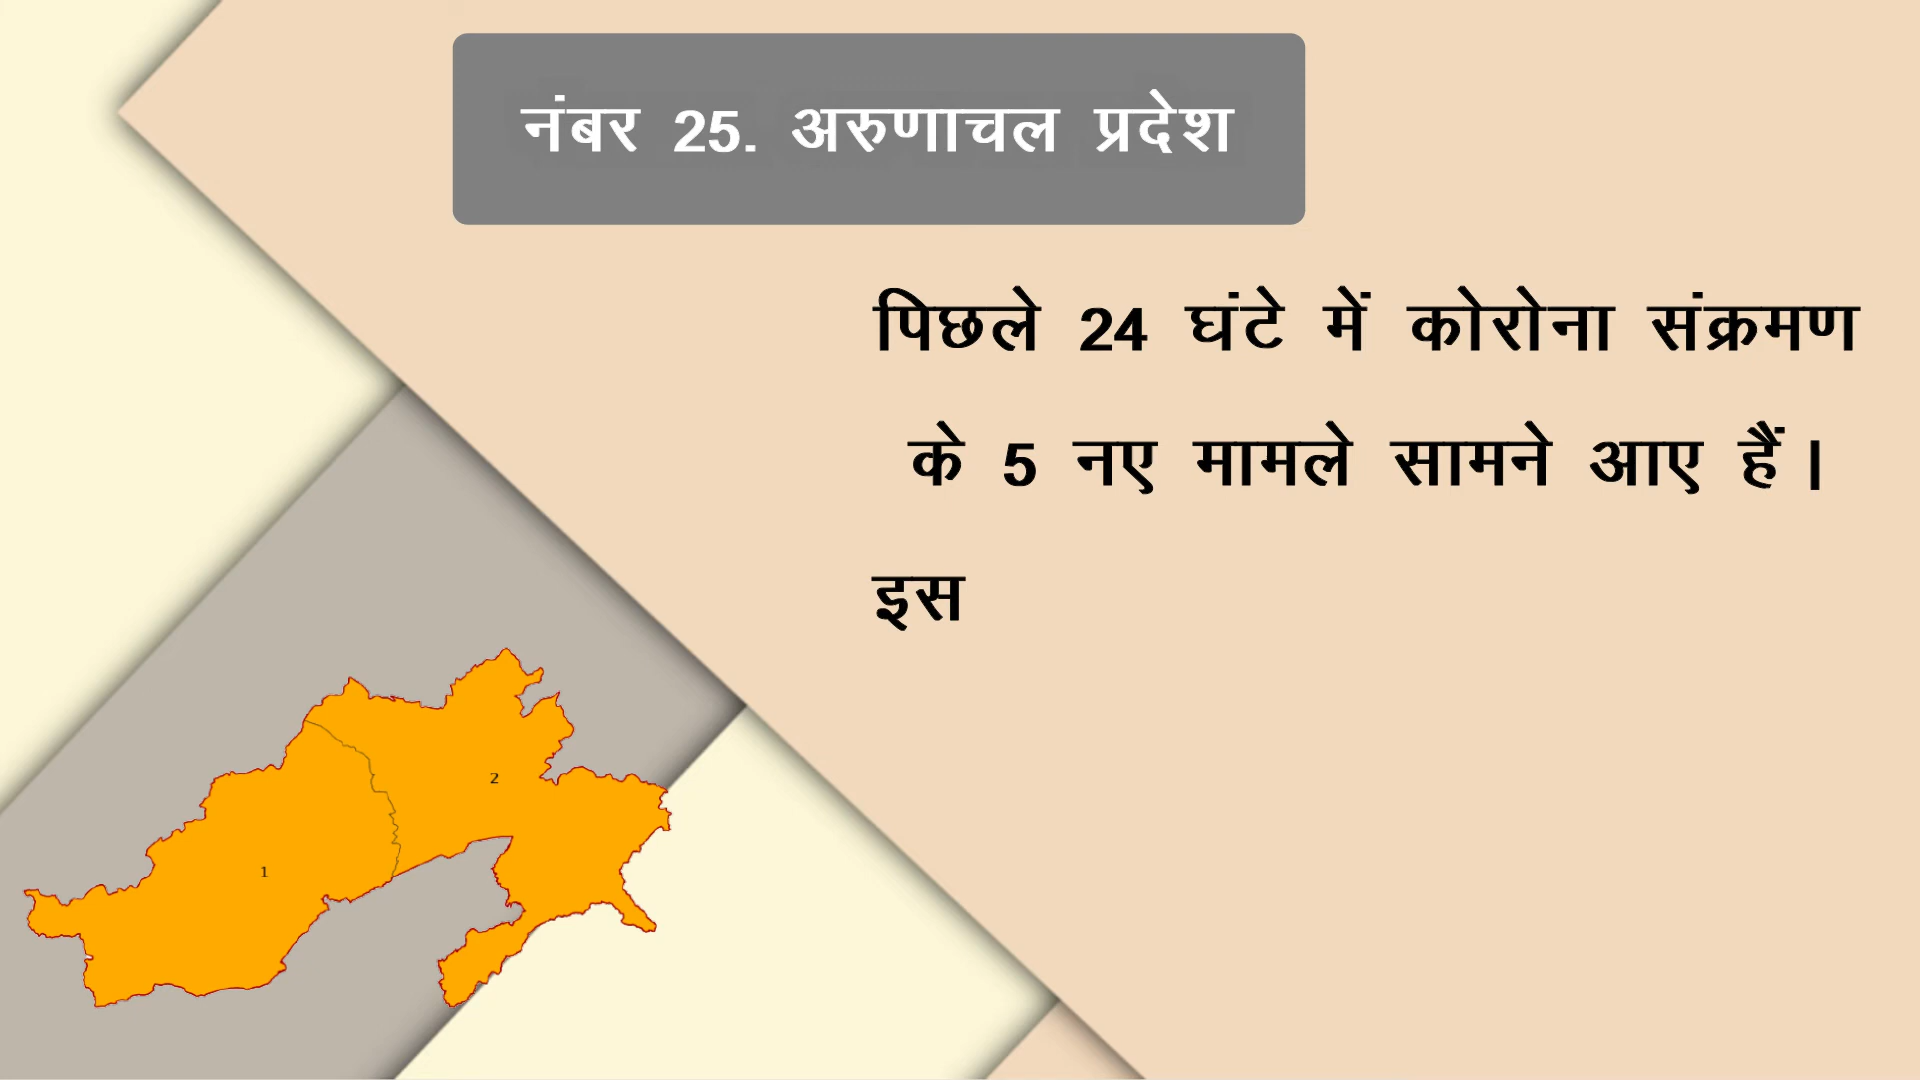 नंबर 25. अरुणाचल प्रदेश
पिछले 24 घंटे में कोरोना संक्रमण
के 5 नए मामले सामने आए हैं।
इस
2
1